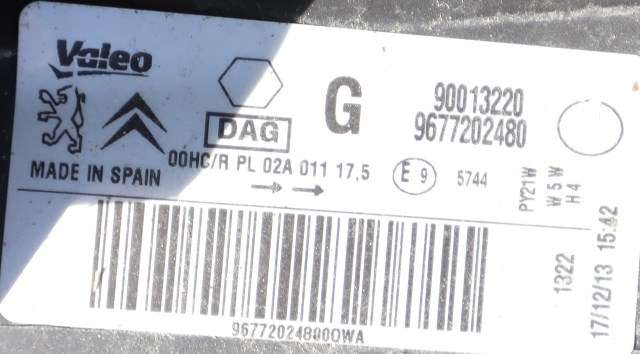 Valeo
G
90013220
9677202480
DAG
00HC/R PL 02A 011 17,5
E 9
5744
MADE IN SPAIN
PY21W
W5W
H4
1322
17/12/13 15:42
967720248000WA